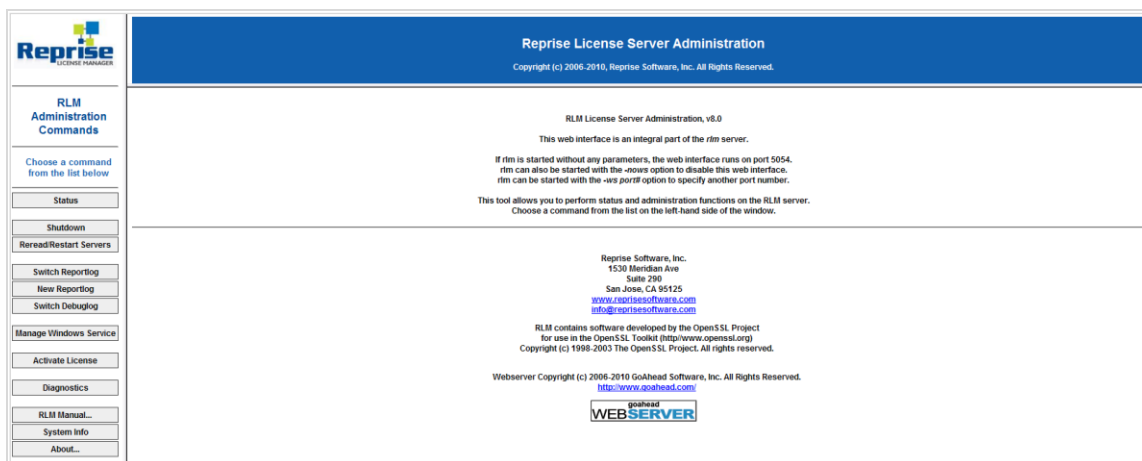 Reprise
LICENSE MANAGER
RLM
Administration
Commands
Choose a command
from the list below
Status
Shutdown
Reread/Restart Servers
Switch Reportlog
New Reportlog
Switch Debuglog
Manage Windows Service
Activate License
Diagnostics
RLM Manual...
System Info
About...
Reprise License Server Administration
Copyright (c) 2006-2010, Reprise Software, Inc. All Rights Reserved.
RLM License Server Administration, v8.0
This web interface is an integral part of the rlm server.
If rlm is started without any parameters, the web interface runs on port 5054.
rlm can also be started with the -nows option to disable this web interface.
rlm can be started with the -ws port# option to specify another port number.
This tool allows you to perform status and administration functions on the RLM server.
Choose a command from the list on the left-hand side of the window.
Reprise Software, Inc.
1530 Meridian Ave
Suite 290
San Jose, CA 95125
www.reprisesoftware.com
info@reprisesoftware.com
RLM contains software developed by the OpenSSL Project
for use in the OpenSSL Toolkit (http//www.openssl.org)
Copyright (c) 1998-2003 The OpenSSL Project. All rights reserved.
Webserver Copyright (c) 2006-2010 GoAhead Software, Inc. All Rights Reserved.
http://www.goahead.com/
goahead
WEBSERVER